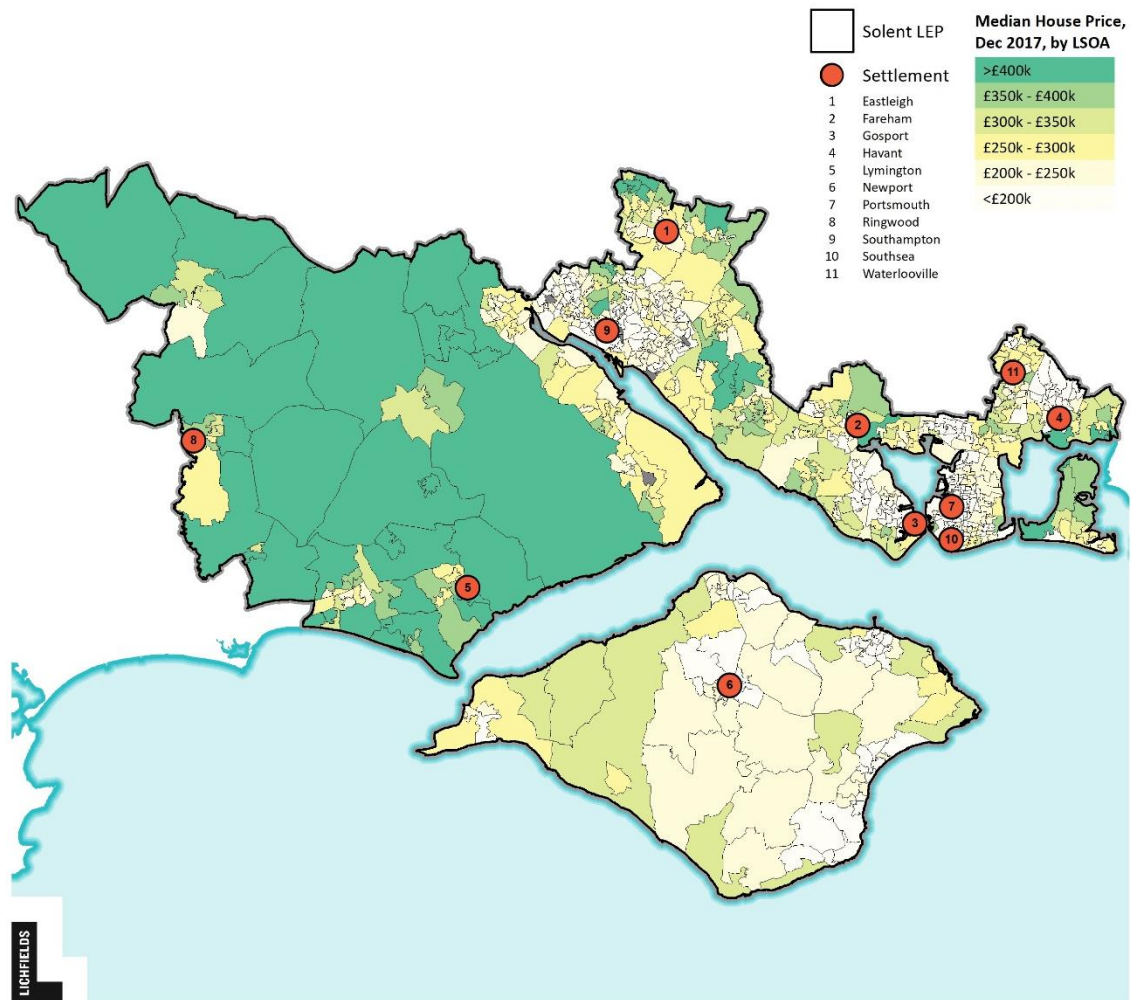 Solent LEP
Settlement
1 Eastleigh
2 Fareham
3 Gosport
4 Havant
5 Lymington
6 Newport
7 Portsmouth
8 Ringwood
9 Southampton
10 Southsea
11 Waterlooville
Median House Price,
Dec 2017, by LSOA
>£400k
£350k - £400k
£300k - £350k
£250k - £300k
£200k - £250k
<£200k
1
9
11
4
2
8
7
3
10
5
6
LICHFIELDS